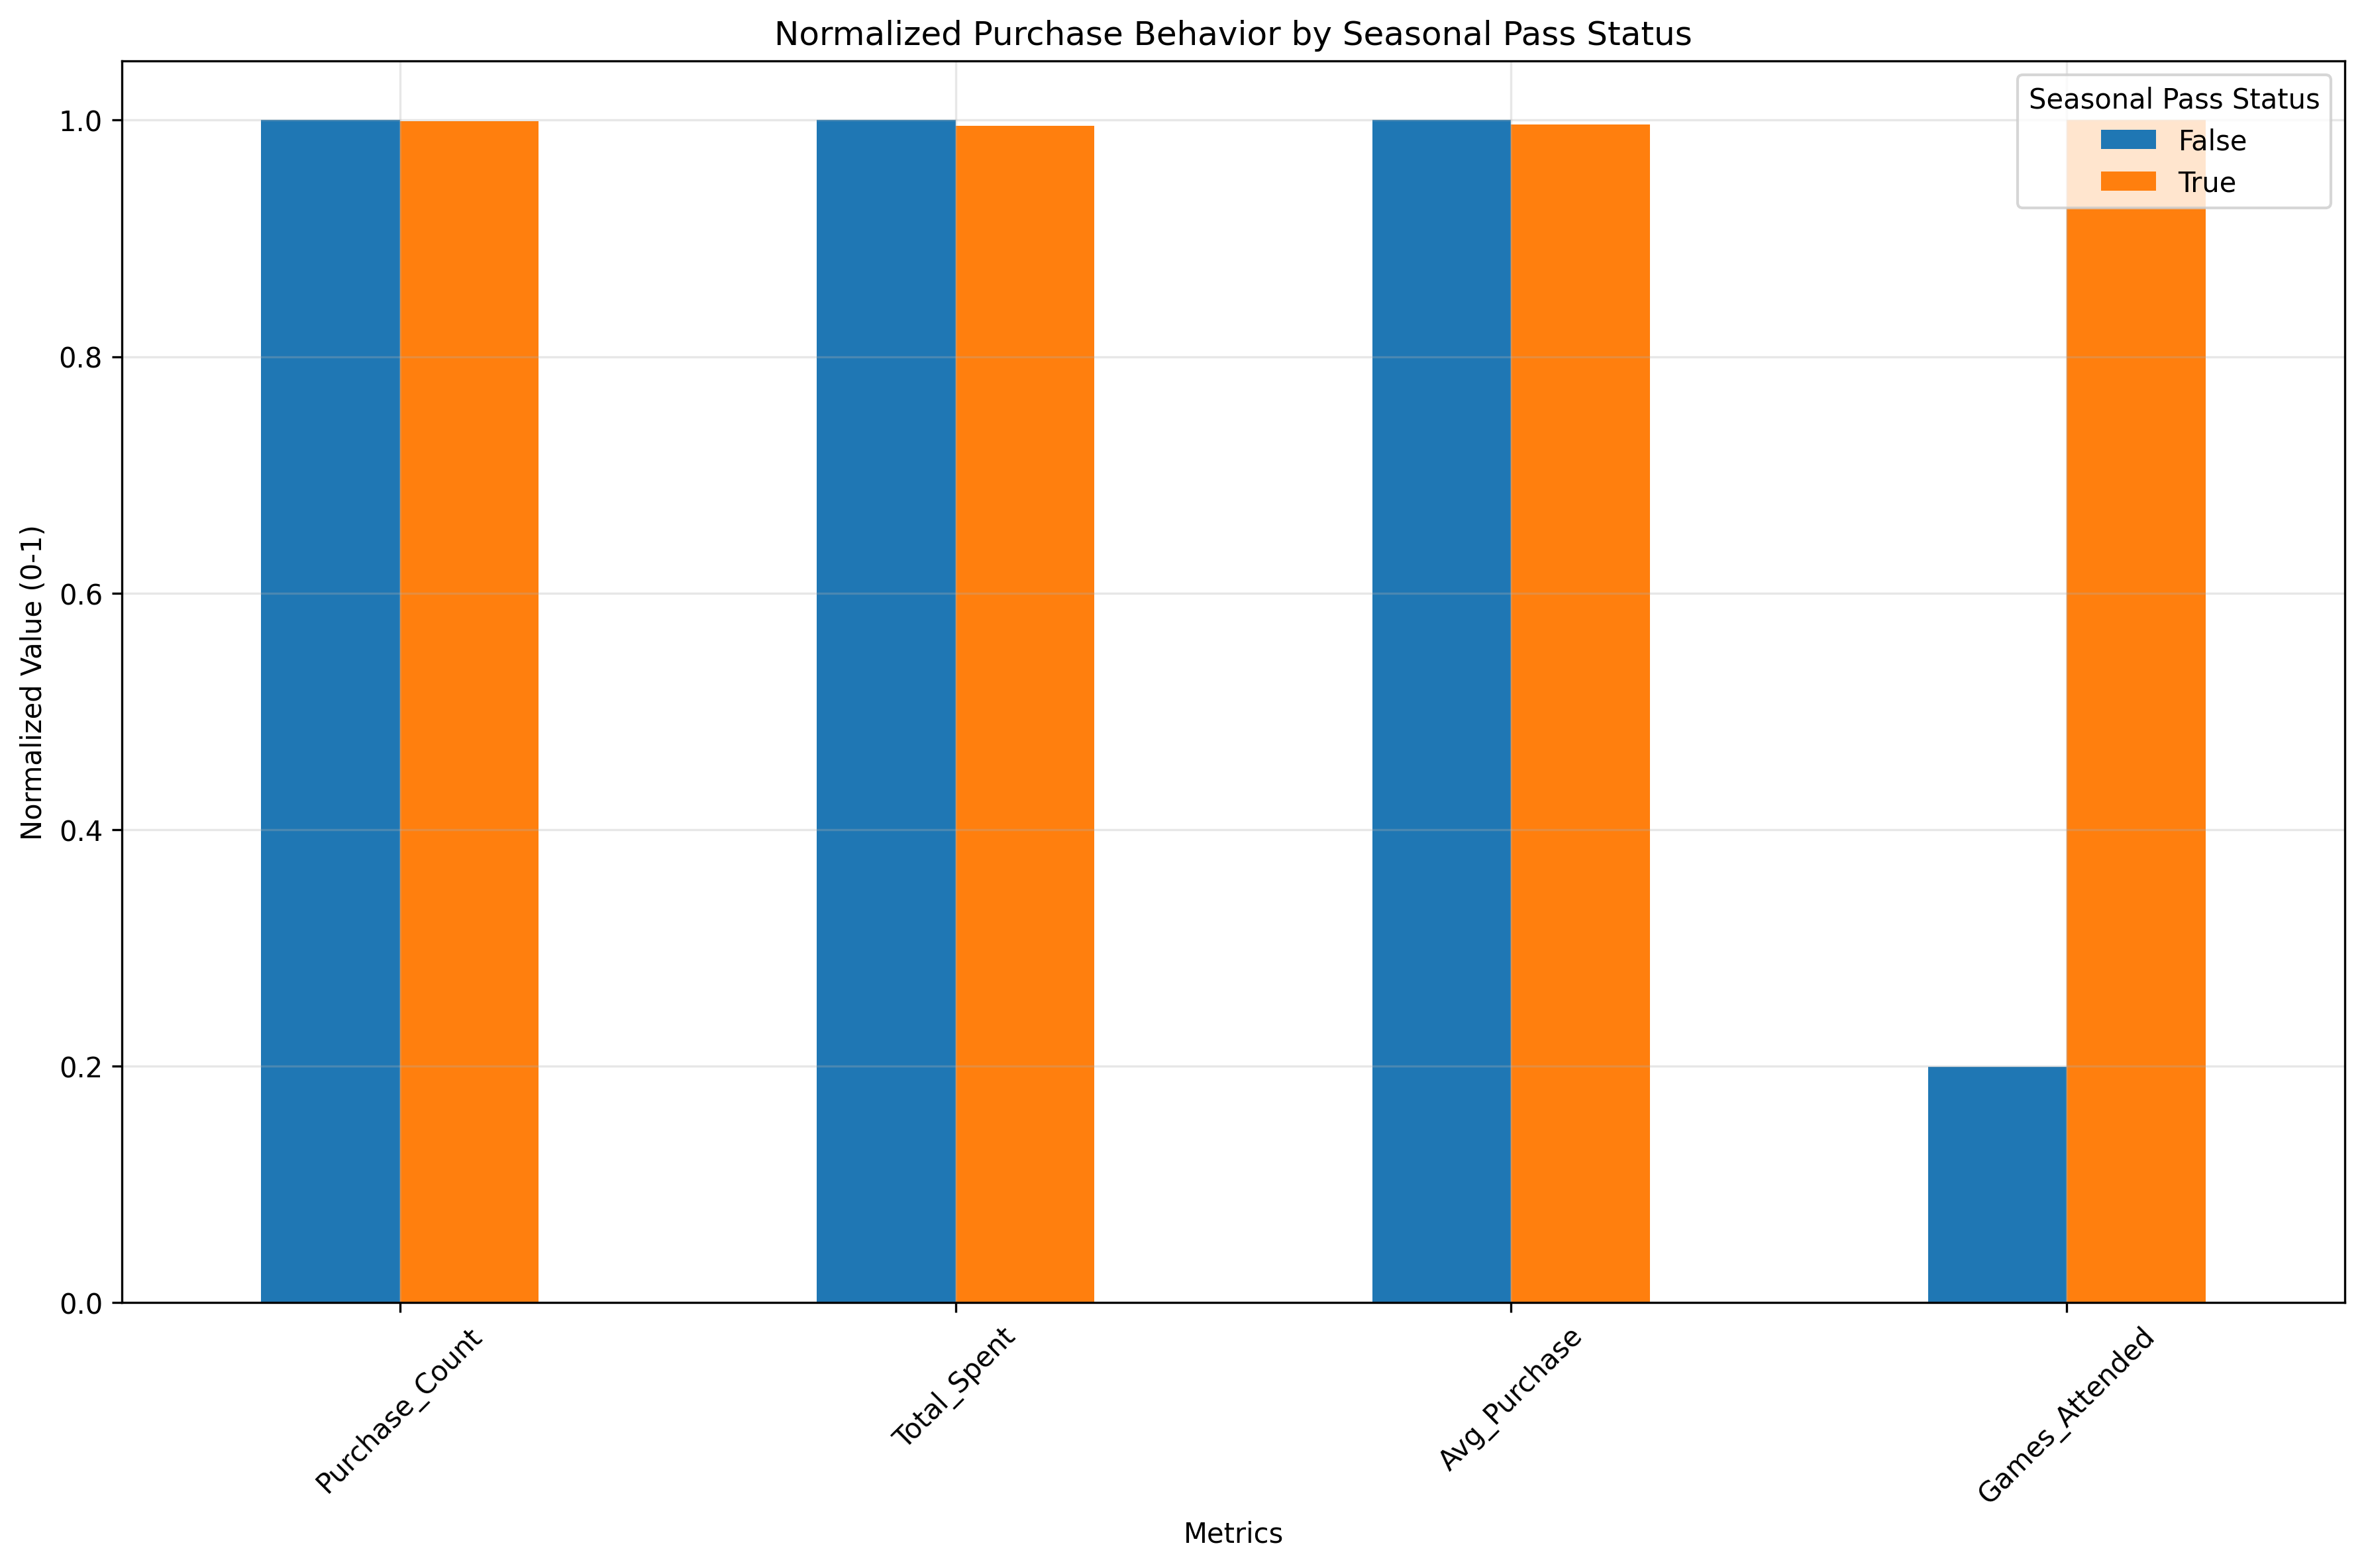 Normalized Purchase Behavior by Seasonal Pass Status
Seasonal Pass Status
False
True
Normalized Value (0-1)
1.0
0.8
0.6
0.4
0.2
0.0
Purchase_Count
Total_Spent
Avg_Purchase
Games_Attended
Metrics